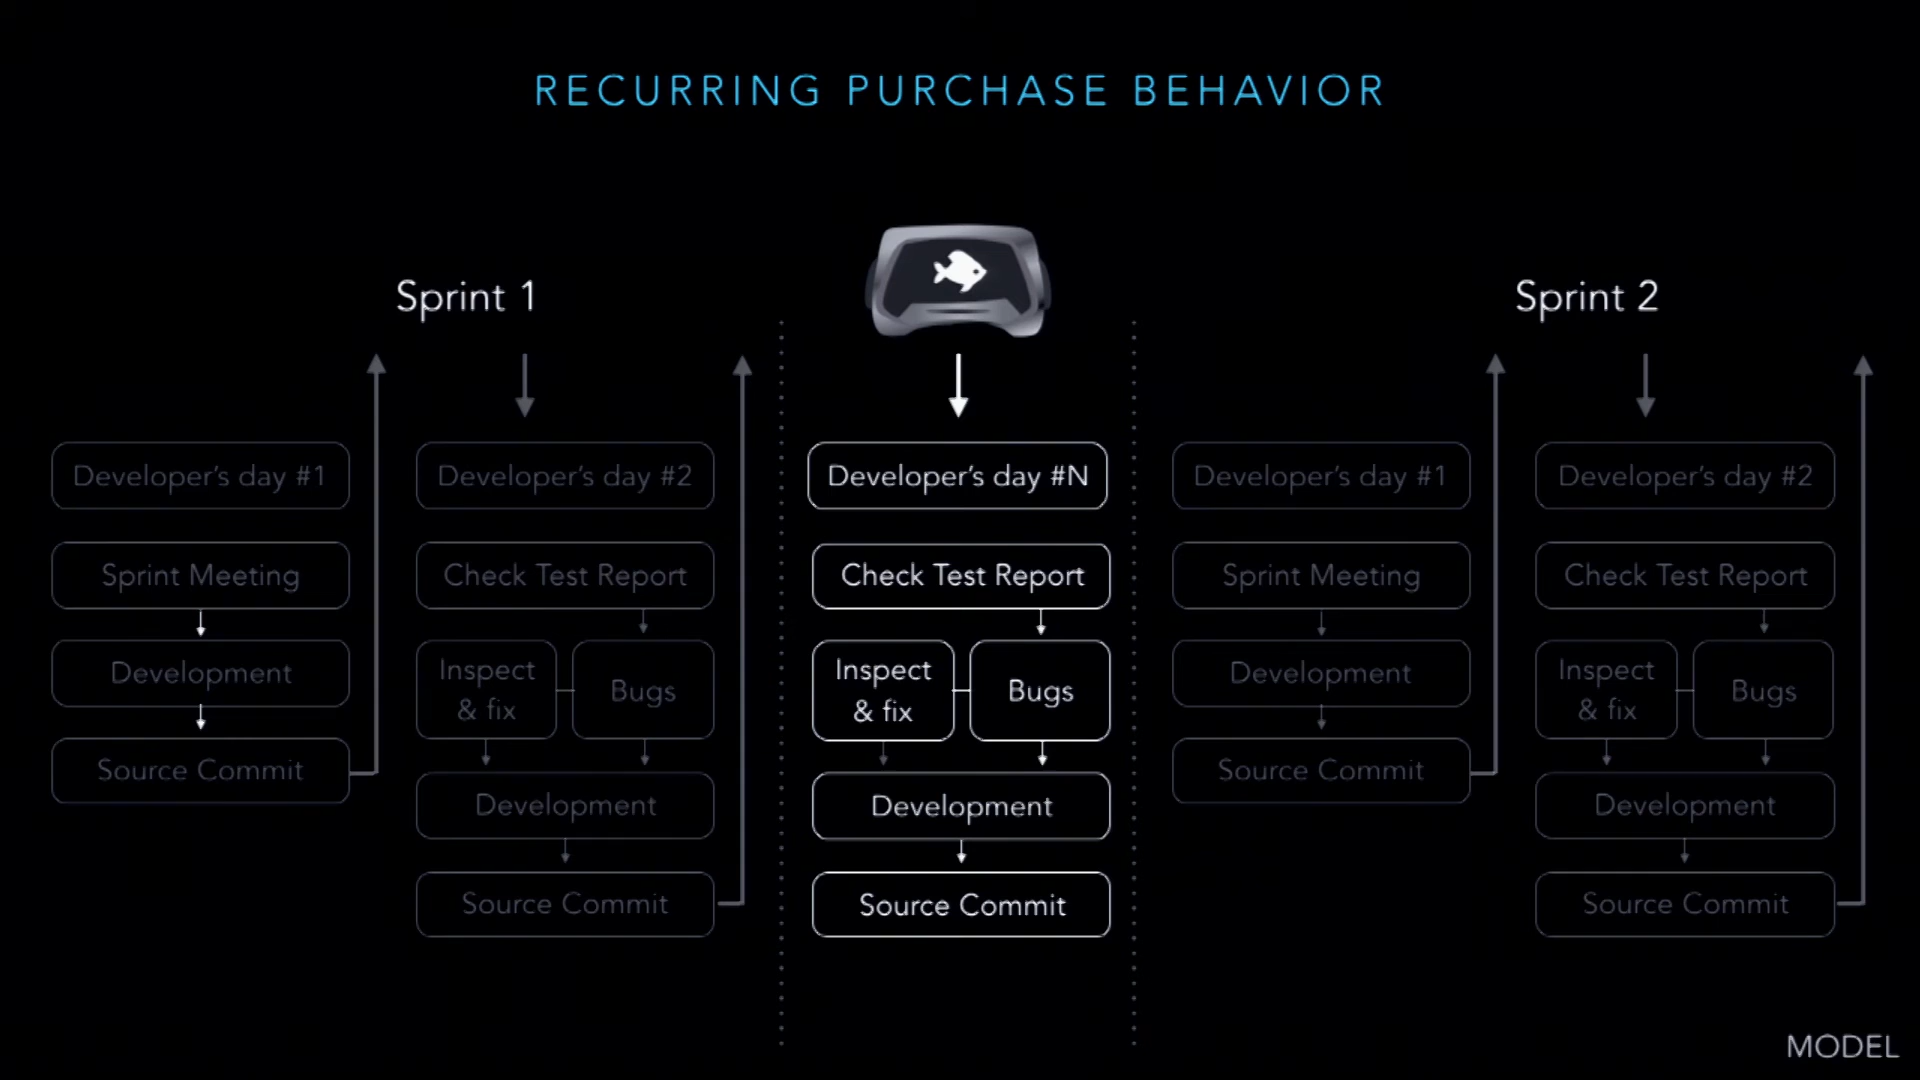 RECURRING PURCHASE BEHAVIOR
Sprint 1
Sprint 2
Developer's day #1
Sprint Meeting
Development
Source Commit
Developer's day #2
Check Test Report
Inspect
& fix
Bugs
Development
Source Commit
Developer's day #N
Check Test Report
Inspect
& fix
Bugs
Development
Source Commit
Developer's day #1
Sprint Meeting
Development
Source Commit
Developer's day #2
Check Test Report
Inspect
& fix
Bugs
Development
Source Commit
MODEL